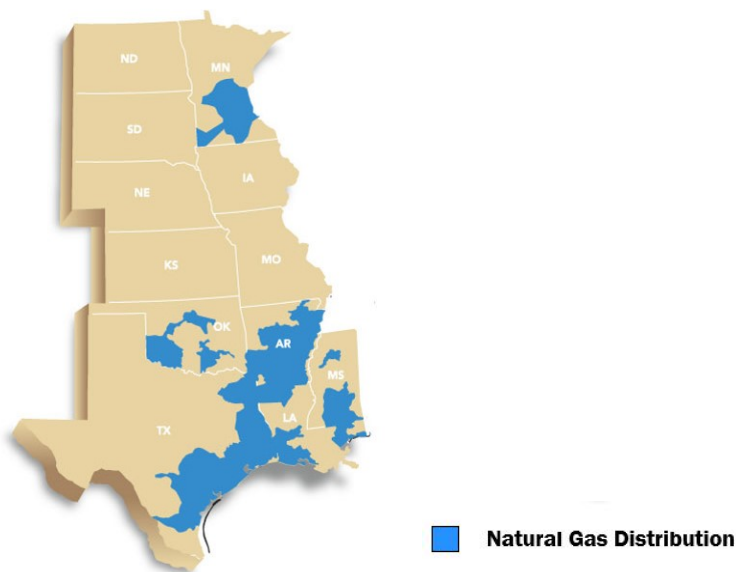 ND
MN
SD
IA
NE
KS
MO
OK
AR
MS
LA
TX
Natural Gas Distribution